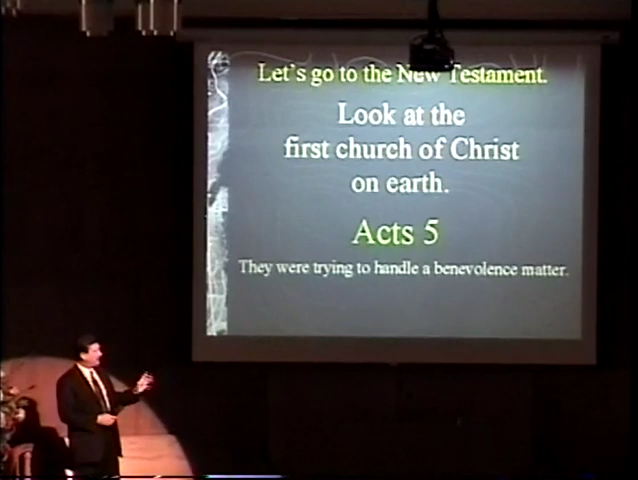 Let's go to the New Testament.
Look at the
first church of Christ
on earth.
Acts 5
They were trying to handle a benevolence matter.